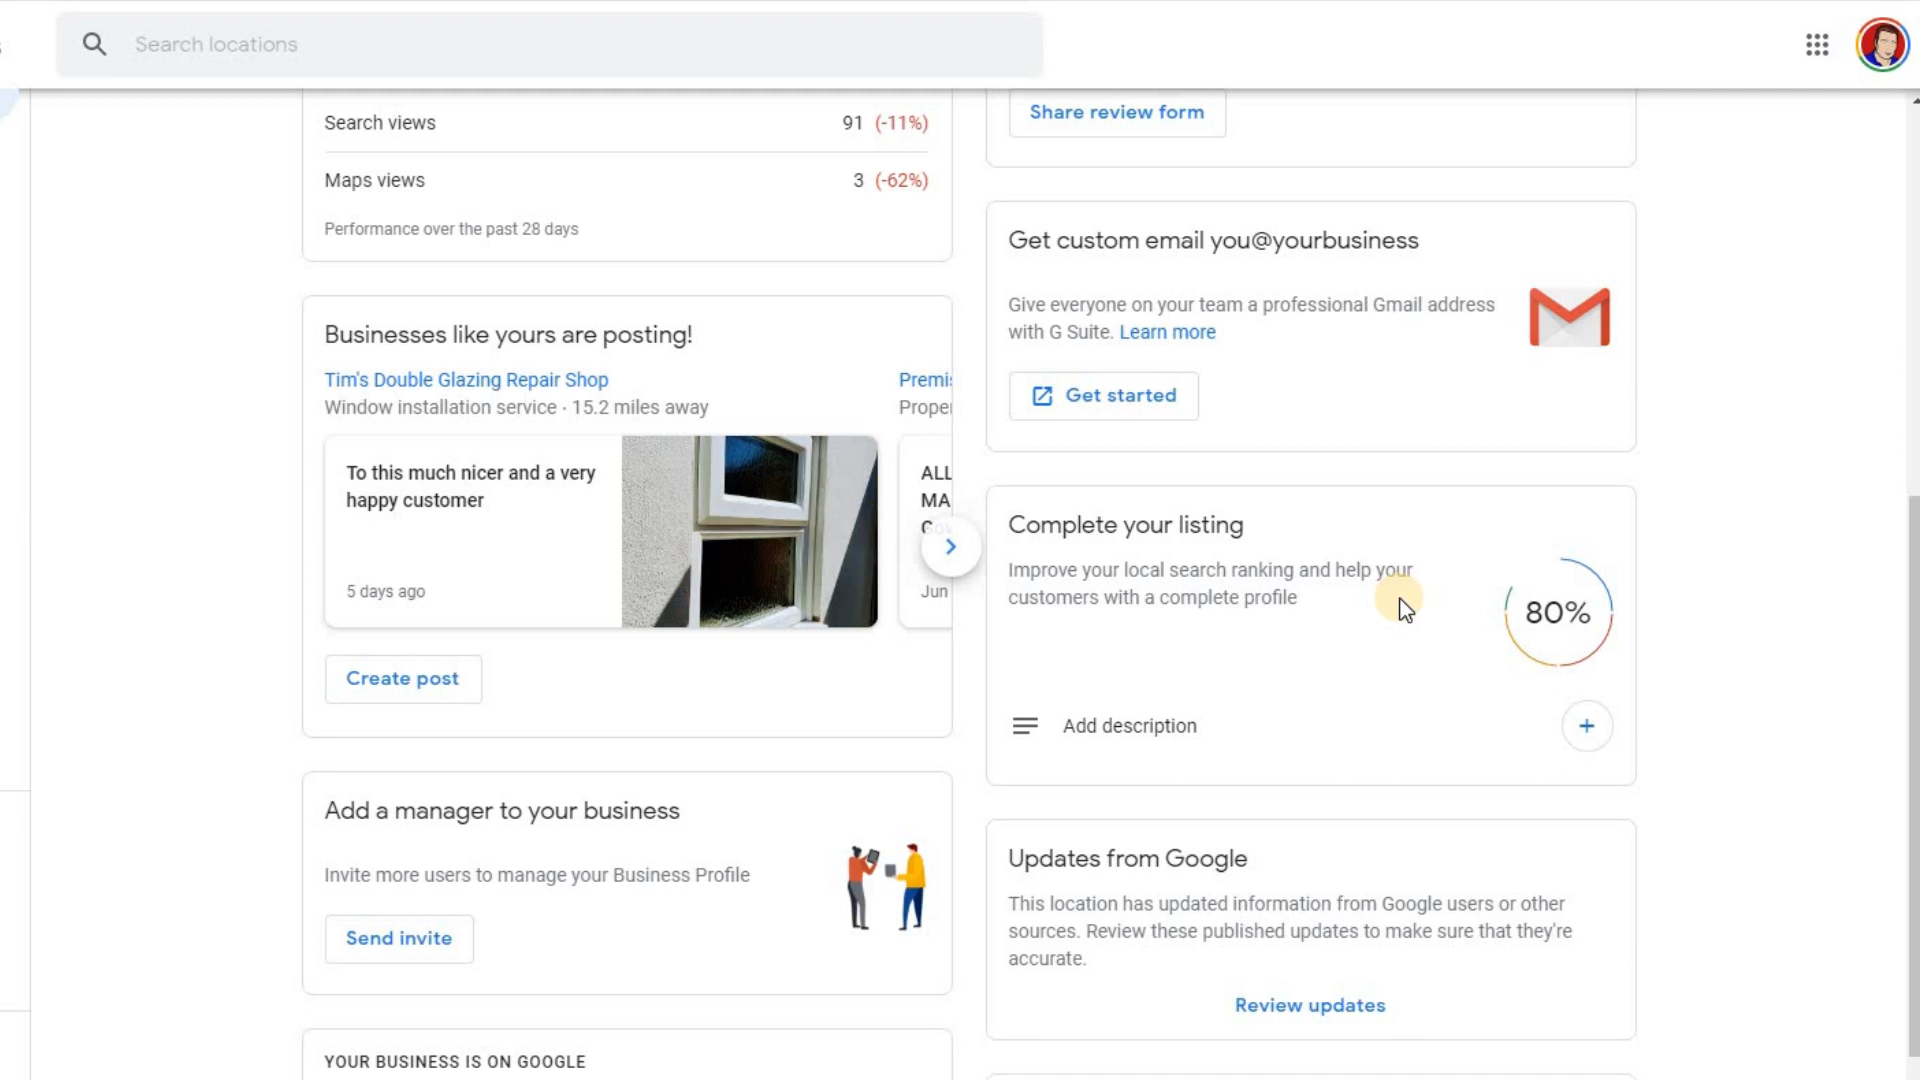 Search locations
Search views 91 (-11%)
Maps views 3 (-62%)
Performance over the past 28 days
Businesses like yours are posting!
Tim's Double Glazing Repair Shop
Window installation service · 15.2 miles away
To this much nicer and a very
happy customer
5 days ago
ALL
Jun
Create post
Add a manager to your business
Invite more users to manage your Business Profile
Send invite
YOUR BUSINESS IS ON GOOGLE
Share review form
Get custom email you@yourbusiness
Give everyone on your team a professional Gmail address
with G Suite. Learn more
Get started
Complete your listing
Improve your local search ranking and help your
customers with a complete profile
80%
Add description
Updates from Google
This location has updated information from Google users or other
sources. Review these published updates to make sure that they're
accurate.
Review updates